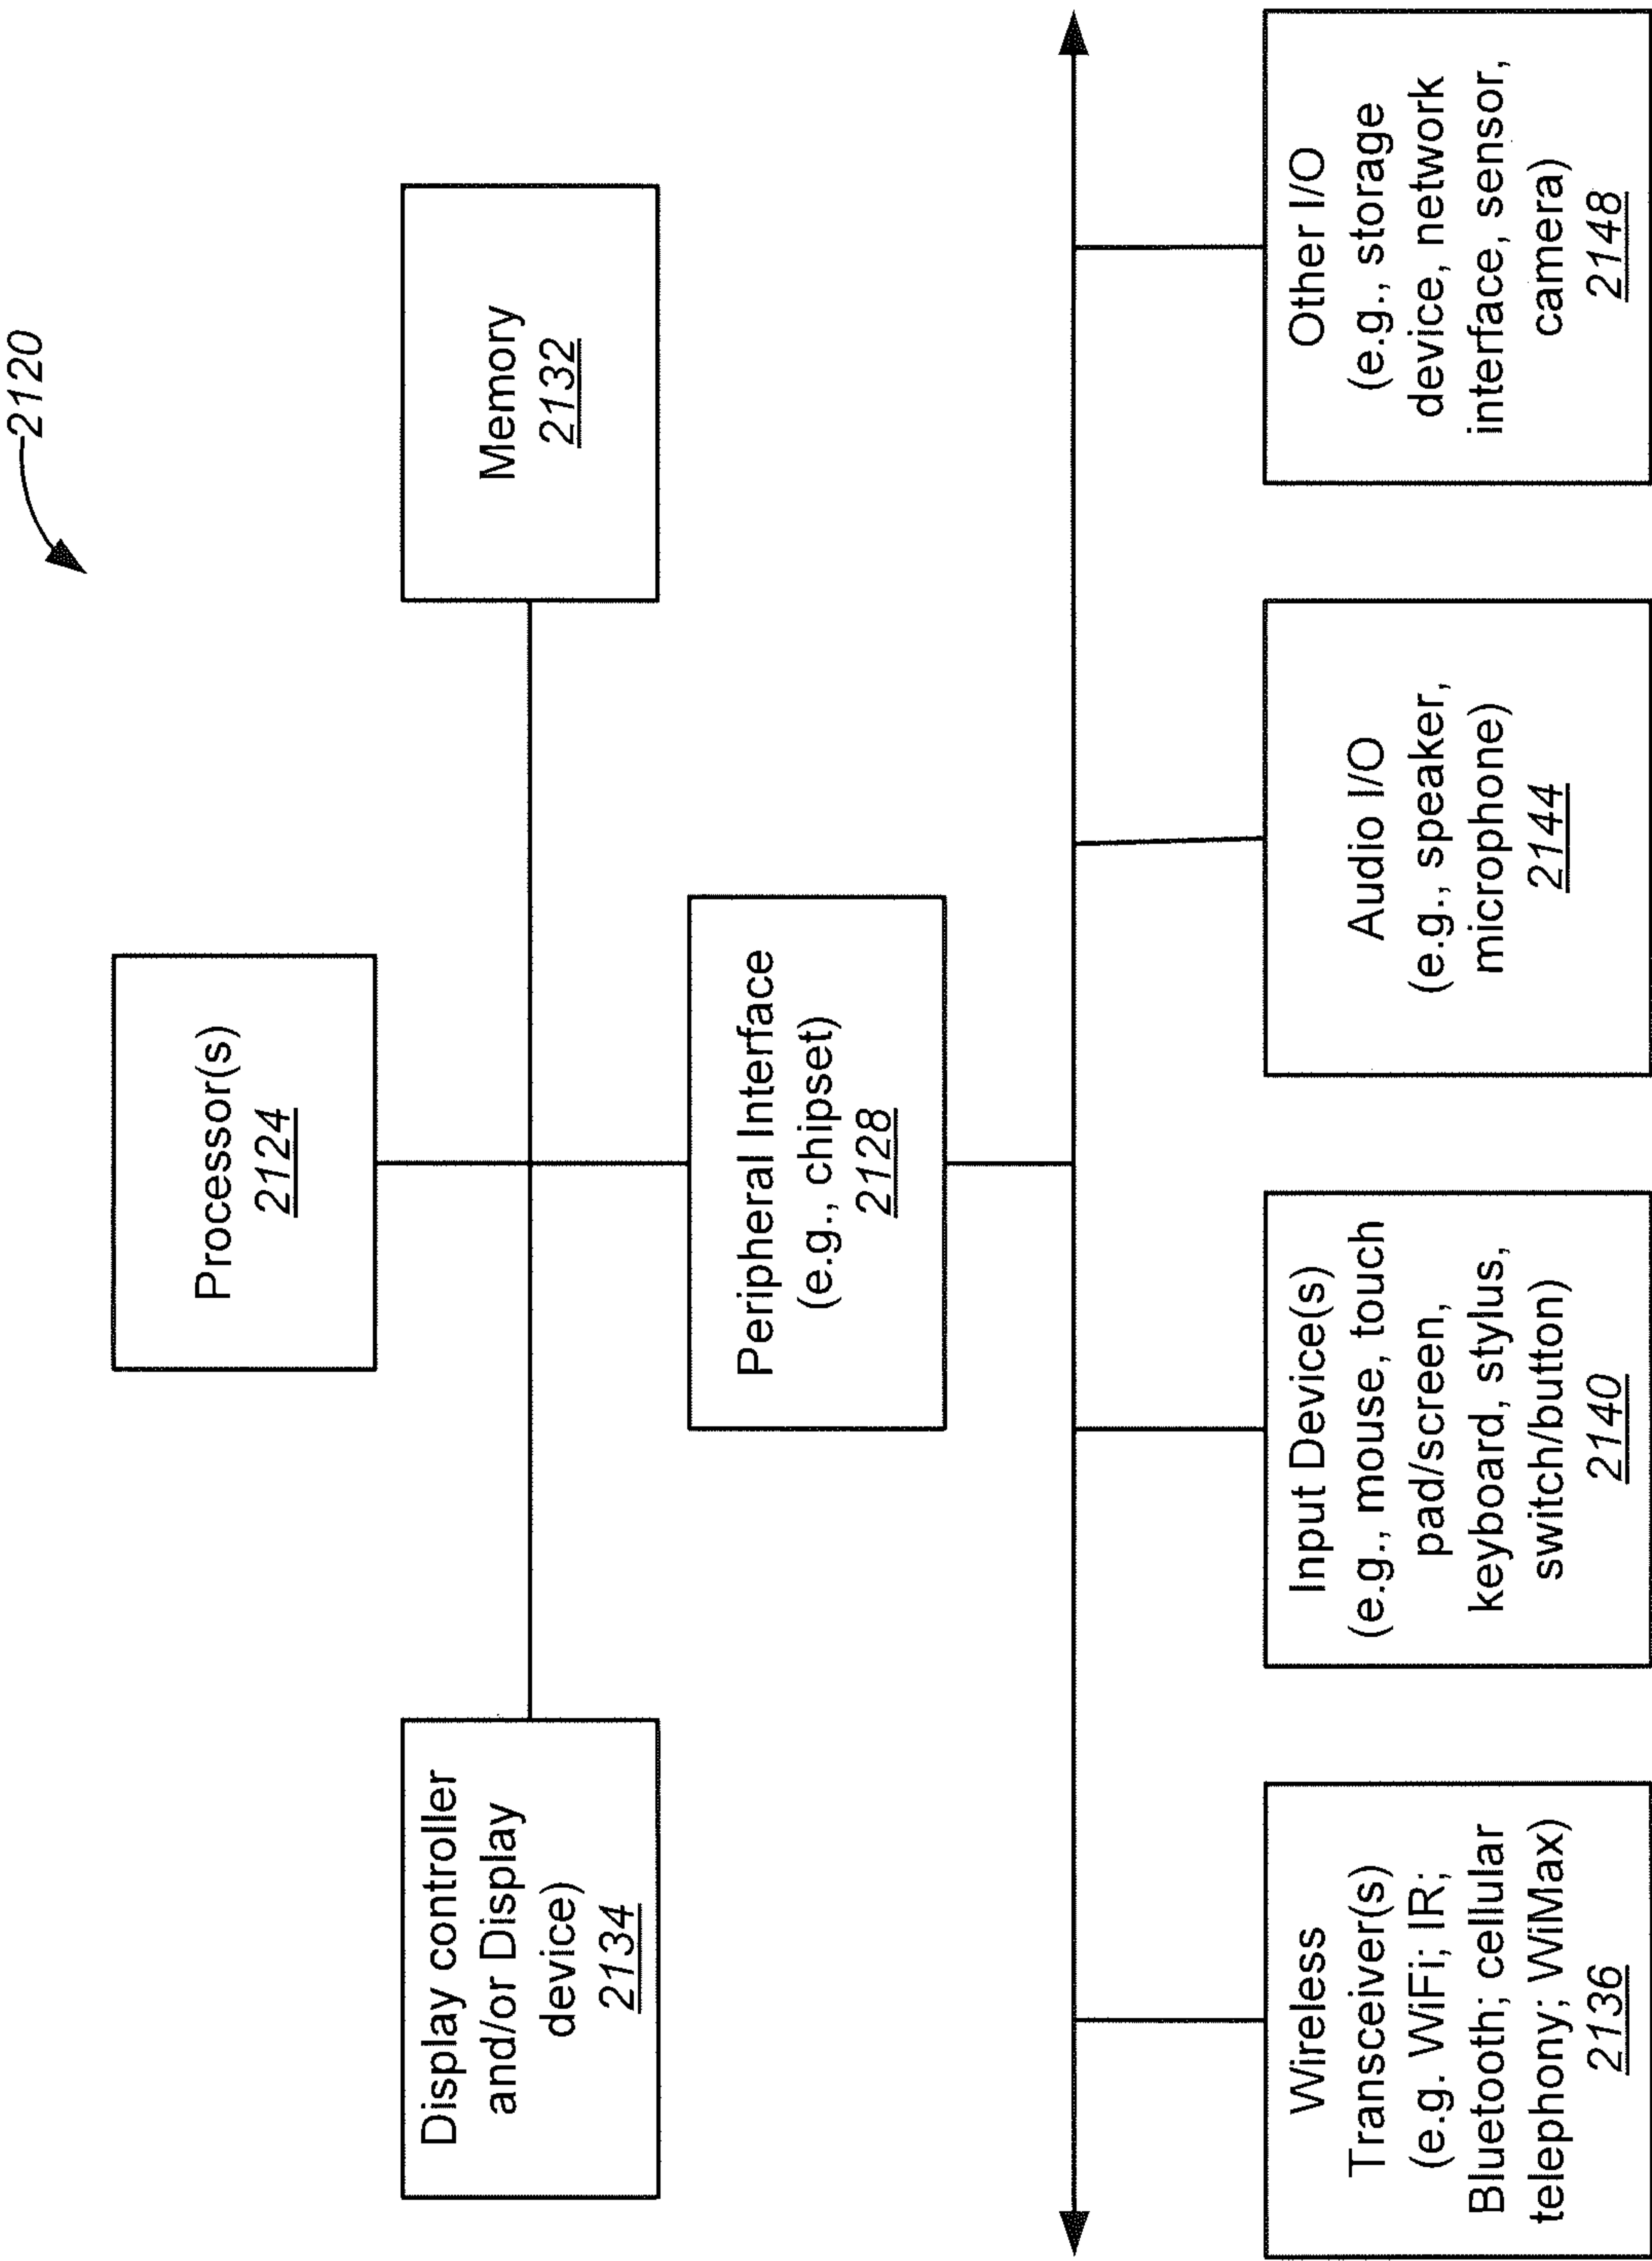 2120
Processor(s)
2124
Display controller
and/or Display
device)
2134
Memory
2132
Peripheral Interface
(e.g., chipset)
2128
Wireless
Transceiver(s)
(e.g. WiFi; IR;
Bluetooth; cellular
telephony; WiMax)
2136
Input Device(s)
(e.g., mouse, touch
pad/screen,
keyboard, stylus,
switch/button)
2140
Audio I/O
(e.g., speaker,
microphone)
2144
Other I/O
(e.g., storage
device, network
interface, sensor,
camera)
2148